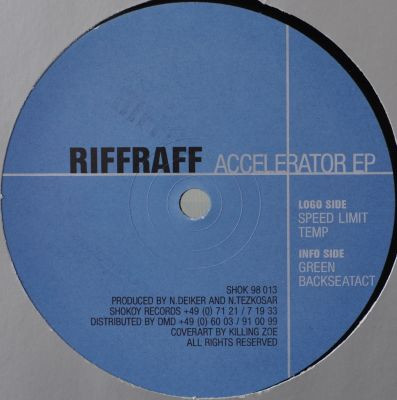 RIFFRAFF ACCELERATOR EP
LOGO SIDE
SPEED LIMIT
TEMP
INFO SIDE
GREEN
BACKSEATACT
SHOK 98 013
PRODUCED BY N.DEIKER AND N.TEZKOSAR
SHOKOY RECORDS +49 (0) 71 21 / 7 19 33
DISTRIBUTED BY DMD +49 (0) 60 03 / 91 00 99
COVERART BY KILLING ZOE
ALL RIGHTS RESERVED